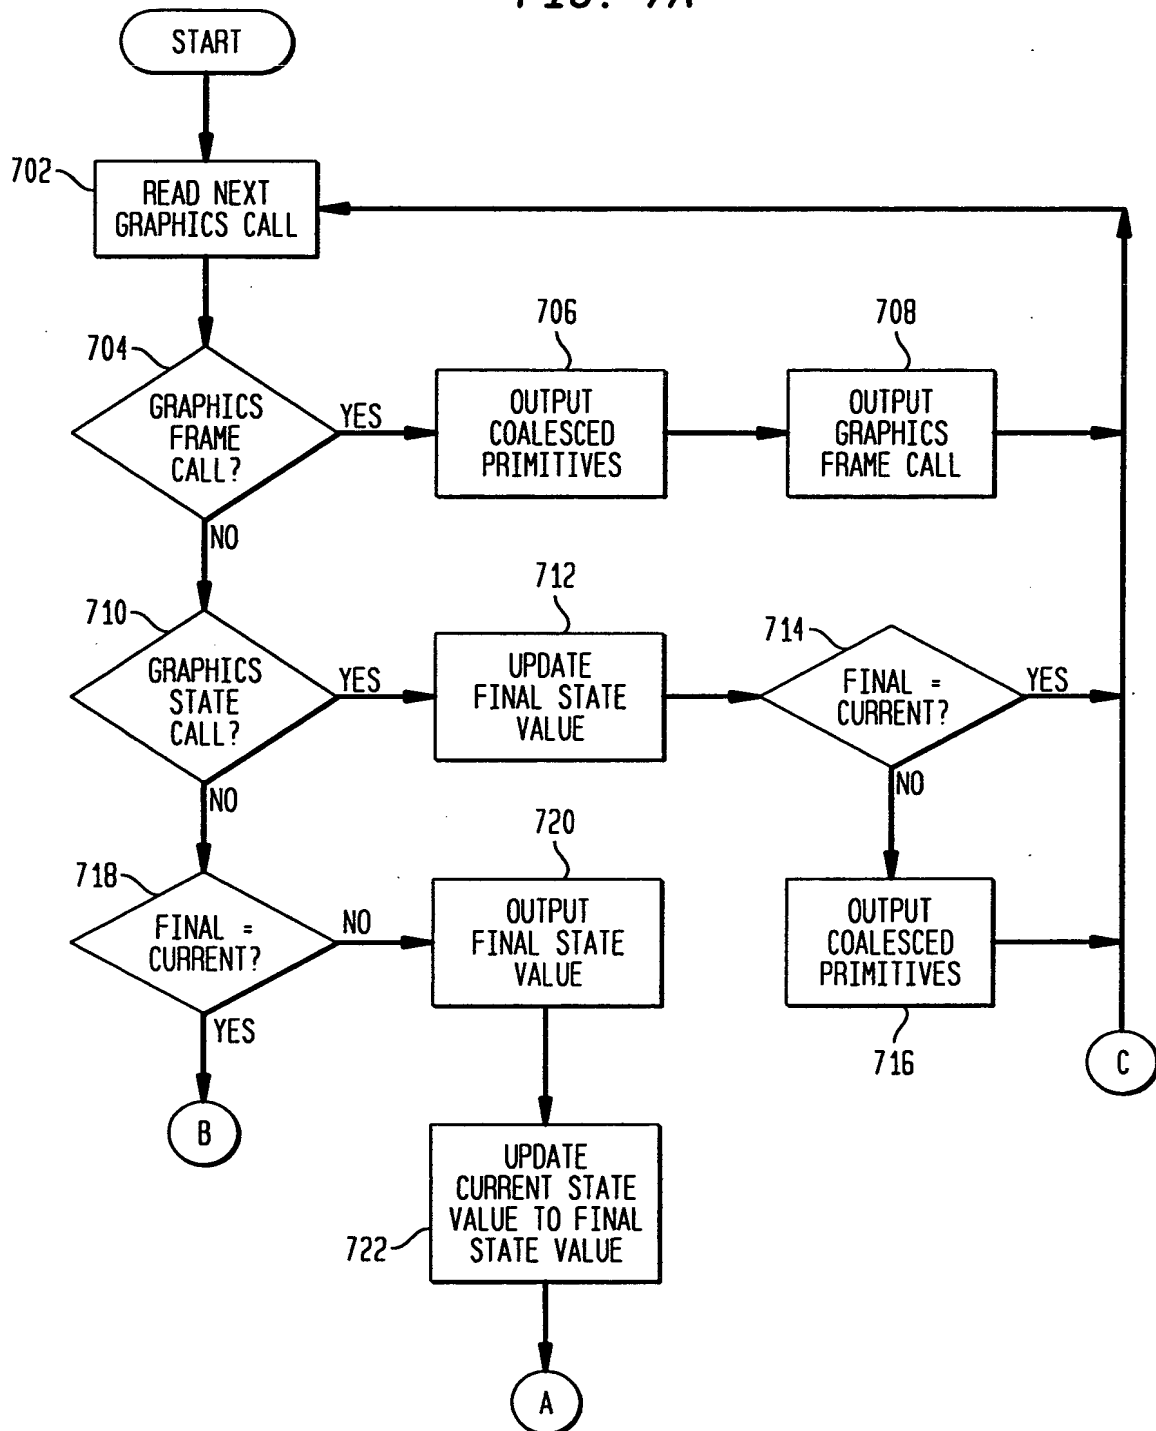 FIG. 7A
START
702
READ NEXT
GRAPHICS CALL
704
GRAPHICS
FRAME
CALL?
YES
NO
706
OUTPUT
COALESCED
PRIMITIVES
708
OUTPUT
GRAPHICS
FRAME CALL
710
GRAPHICS
STATE
CALL?
YES
NO
712
UPDATE
FINAL STATE
VALUE
714
FINAL =
CURRENT?
YES
NO
718
FINAL =
CURRENT?
NO
YES
720
OUTPUT
FINAL STATE
VALUE
OUTPUT
COALESCED
PRIMITIVES
716
C
B
722
UPDATE
CURRENT STATE
VALUE TO FINAL
STATE VALUE
A